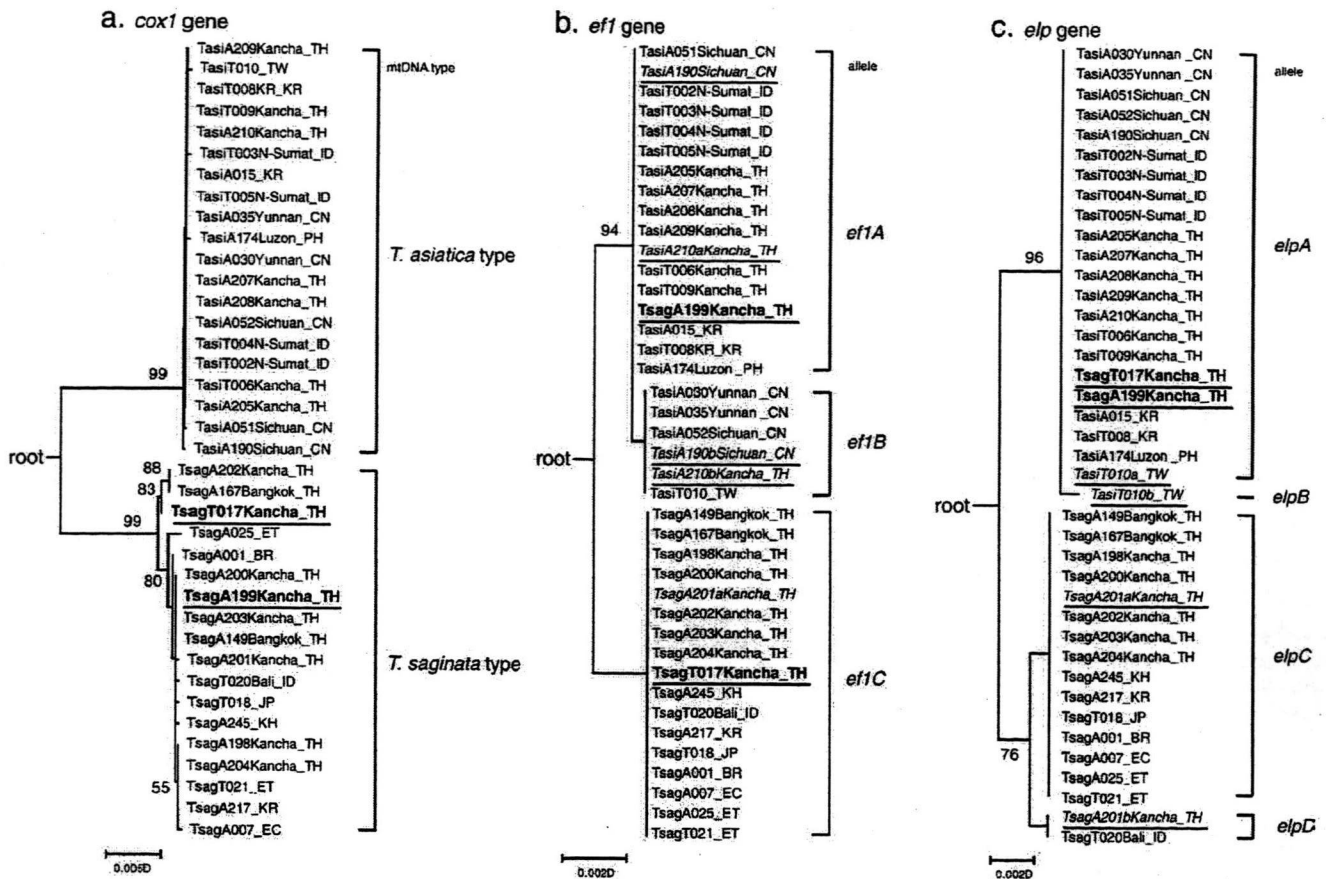 a. cox1 gene
TasiA209Kancha_TH
TasiT010_TW
TasiT008KR_KR
TasiT009Kancha_TH
TasiA210Kancha_TH
TasiT003N-Sumat_ID
TasiA015_KR
TasiT005N-Sumat_ID
TasiA035Yunnan_CN
TasiA174Luzon_PH
TasiA030Yunnan_CN
TasiA207Kancha_TH
TasiA208Kancha_TH
TasiA052Sichuan_CN
TasiT004N-Sumat_ID
TasiT002N-Sumat_ID
TasiT006Kancha_TH
TasiA205Kancha_TH
TasiA051Sichuan_CN
TasiA190Sichuan_CN
mtDNA type
T. asiatica type
99
root
88
83
99
80
55
TsagA202Kancha_TH
TsagA167Bangkok_TH
TsagT017Kancha_TH
TsagA025_ET
TsagA001_BR
TsagA200Kancha_TH
TsagA199Kancha_TH
TsagA203Kancha_TH
TsagA149Bangkok_TH
TsagA201Kancha_TH
TsagT020Bali_ID
TsagT018_JP
TsagA245_KH
TsagA198Kancha_TH
TsagA204Kancha_TH
TsagT021_ET
TsagA217_KR
TsagA007_EC
T. saginata type
0.005D
b. ef1 gene
TasiA051Sichuan_CN
TasiA190Sichuan_CN
TasiT002N-Sumat_ID
TasiT003N-Sumat_ID
TasiT004N-Sumat_ID
TasiT005N-Sumat_ID
TasiA205Kancha_TH
TasiA207Kancha_TH
TasiA208Kancha_TH
TasiA209Kancha_TH
TasiA210aKancha_TH
TasiT006Kancha_TH
TasiT009Kancha_TH
TsagA199Kancha_TH
TasiA015_KR
TasiT008KR_KR
TasiA174Luzon _PH
allele
ef1A
94
root
TasiA030Yunnan _CN
TasiA035Yunnan_CN
TasiA052Sichuan_CN
TasiA190bSichuan_CN
TasiA210bKancha_TH
TasiT010_TW
ef1B
TsagA149Bangkok_TH
TsagA167Bangkok_TH
TsagA198Kancha_TH
TsagA200Kancha_TH
TsagA201aKancha_TH
TsagA202Kancha_TH
TsagA203Kancha_TH
TsagA204Kancha_TH
TsagT017Kancha_TH
TsagA245_KH
TsagT020Bali_ID
TsagA217_KR
TsagT018_JP
TsagA001_BR
TsagA007_EC
TsagA025_ET
TsagT021_ET
ef1C
0.002D
c. elp gene
TasiA030Yunnan _CN
TasiA035Yunnan_CN
TasiA051Sichuan_CN
TasiA052Sichuan_CN
TasiA190Sichuan_CN
TasiT002N-Sumat_ID
TasiT003N-Sumat_ID
TasiT004N-Sumat_ID
TasiT005N-Sumat_ID
TasiA205Kancha_TH
TasiA207Kancha_TH
TasiA208Kancha_TH
TasiA209Kancha_TH
TasiA210Kancha_TH
TasiT006Kancha_TH
TasiT009Kancha_TH
TsagT017Kancha_TH
TsagA199Kancha_TH
TasiA015_KR
TasiT008_KR
TasiA174Luzon _PH
TasiT010a_TW
allele
elpA
96
root
TasiT010b_TW
elpB
TsagA149Bangkok_TH
TsagA167Bangkok_TH
TsagA198Kancha_TH
TsagA200Kancha_TH
TsagA201aKancha_TH
TsagA202Kancha_TH
TsagA203Kancha_TH
TsagA204Kancha_TH
TsagA245_KH
TsagA217_KR
TsagT018_JP
TsagA001_BR
TsagA007_EC
TsagA025_ET
TsagT021_ET
elpC
76
TsagA201bKancha_TH
TsagT020Bali_ID
elpD
0.002D